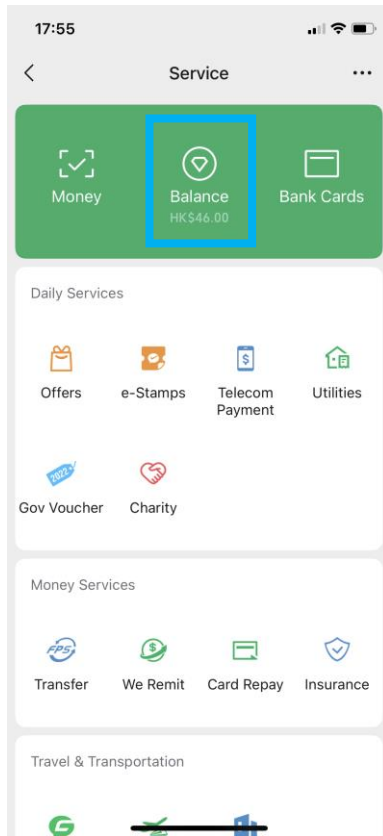 17:55
Service
Money
Balance
Bank Cards
HK$46.00
Daily Services
Offers
e-Stamps
Telecom
Payment
Utilities
2022+
Gov Voucher
Charity
Money Services
FPS
Transfer
We Remit
Card Repay
Insurance
Travel & Transportation